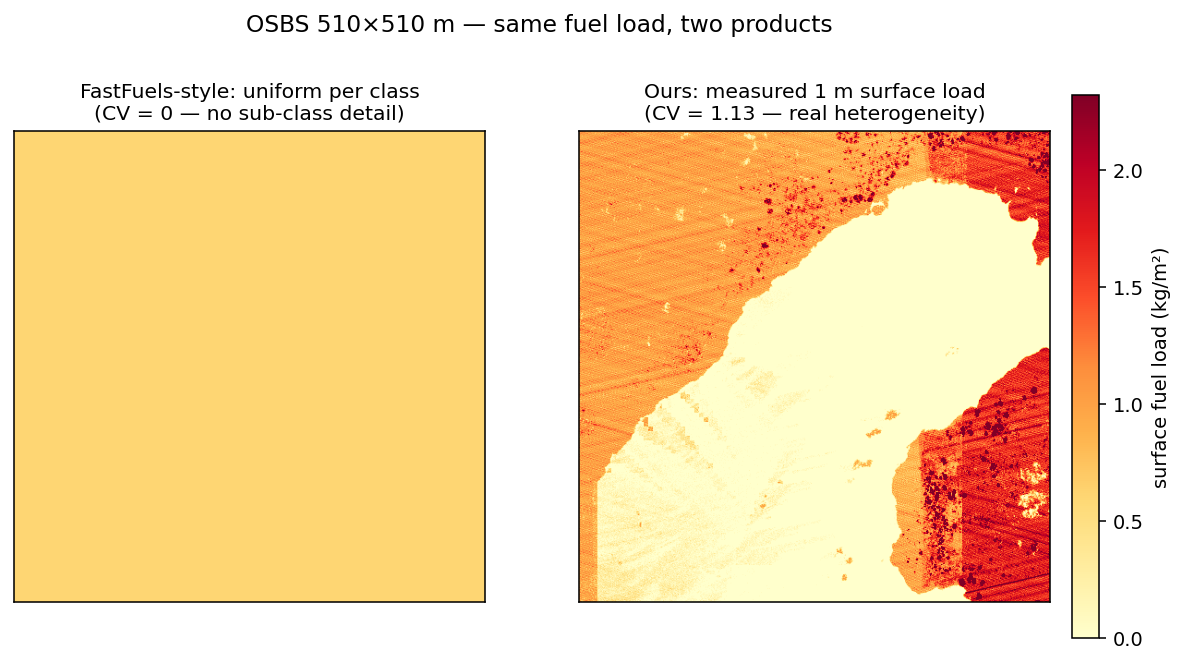 OSBS 510×510 m — same fuel load, two products
FastFuels-style: uniform per class
(CV = 0 — no sub-class detail)
Ours: measured 1 m surface load
(CV = 1.13 — real heterogeneity)
2.0
1.5
1.0
0.5
0.0
surface fuel load (kg/m²)